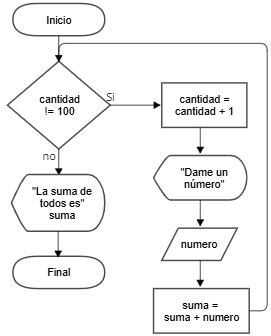 Inicio
cantidad
!= 100
Si
cantidad =
cantidad + 1
no
"Dame un
número"
"La suma de
todos es"
suma
numero
Final
suma =
suma + numero